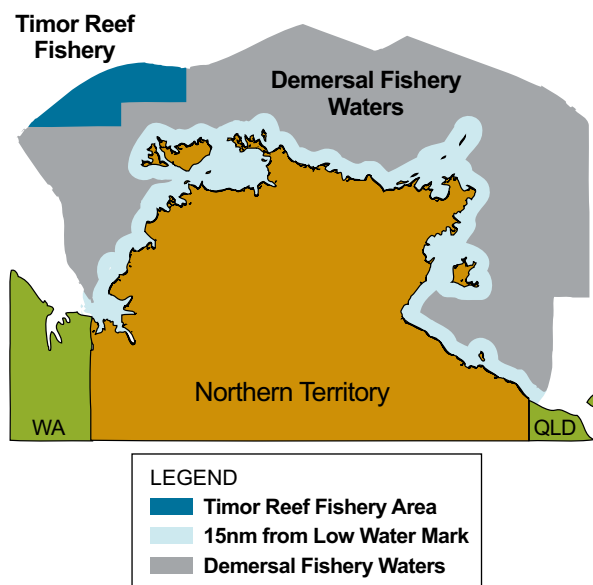 Timor Reef
Fishery
Demersal Fishery
Waters
Northern Territory
WA
QLD
LEGEND
Timor Reef Fishery Area
15nm from Low Water Mark
Demersal Fishery Waters